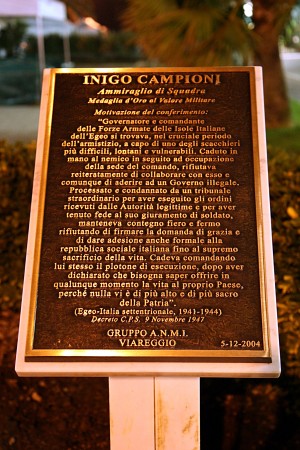 INIGO CAMPIONI
Ammiraglio di Squadra
Medaglia d'Oro al Valore Militare
Motivazione del conferimento:
"Governatore e comandante
delle Forze Armate delle Isole Italiane
dell'Egeo si trovava, nel cruciale periodo
dell'armistizio, a capo di uno degli scacchieri
più difficili, lontani e vulnerabili. Caduto in
mano al nemico in seguito ad occupazione
della sede del comando, rifiutava
reiteratamente di collaborare con esso e
comunque di aderire ad un Governo illegale.
Processato e condannato da un tribunale
straordinario per aver eseguito gli ordini
ricevuti dalle Autorità legittime e per aver
tenuto fede al suo giuramento di soldato,
manteneva contegno fiero e fermo
rifiutando di firmare la domanda di grazia e
di dare adesione anche formale alla
repubblica sociale italiana fino al supremo
sacrificio della vita. Cadeva comandando
lui stesso il plotone di esecuzione, dopo aver
dichiarato che bisogna saper offrire in
qualunque momento la vita al proprio Paese,
perché nulla vi è di più alto e di più sacro
della Patria".
(Egeo-Italia settentrionale, 1941-1944)
Decreto C.P.S. 9 Novembre 1947
GRUPPO A.N.M.I.
VIAREGGIO
5-12-2004